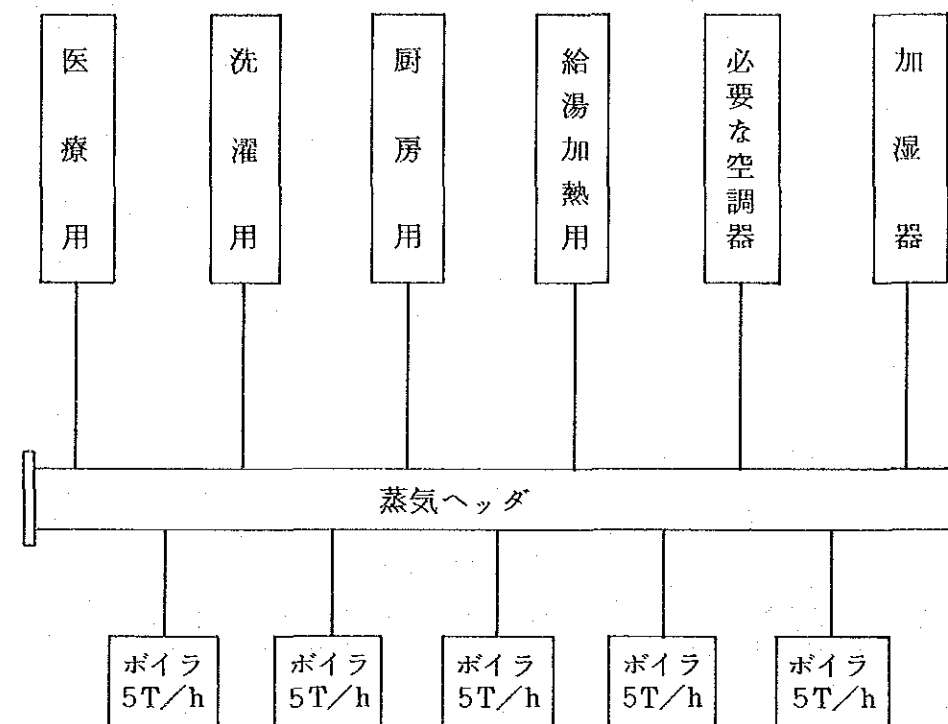 医療用
洗濯用
厨房用
給湯加熱用
必要な空調器
加湿器
蒸気ヘッダ
ボイラ
5T/h
ボイラ
5T/h
ボイラ
5T/h
ボイラ
5T/h
ボイラ
5T/h